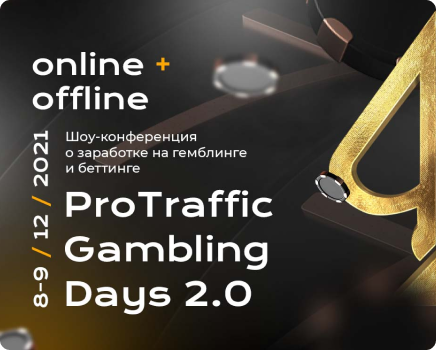 online +
offline
Шоу-конференция
о заработке на гемблинге
и беттинге
8-9 / 12 / 2021
ProTraffic
Gambling
Days 2.0